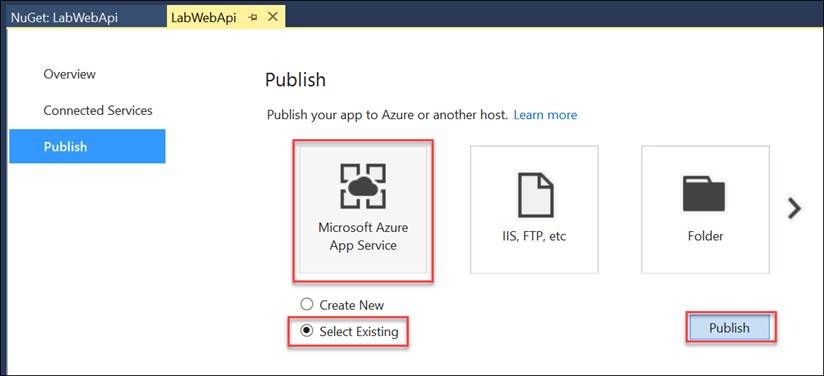 NuGet: LabWebApi
LabWebApi
Overview
Connected Services
Publish
Publish
Publish your app to Azure or another host. Learn more
Microsoft Azure
App Service
IIS, FTP, etc
Folder
Create New
Select Existing
Publish